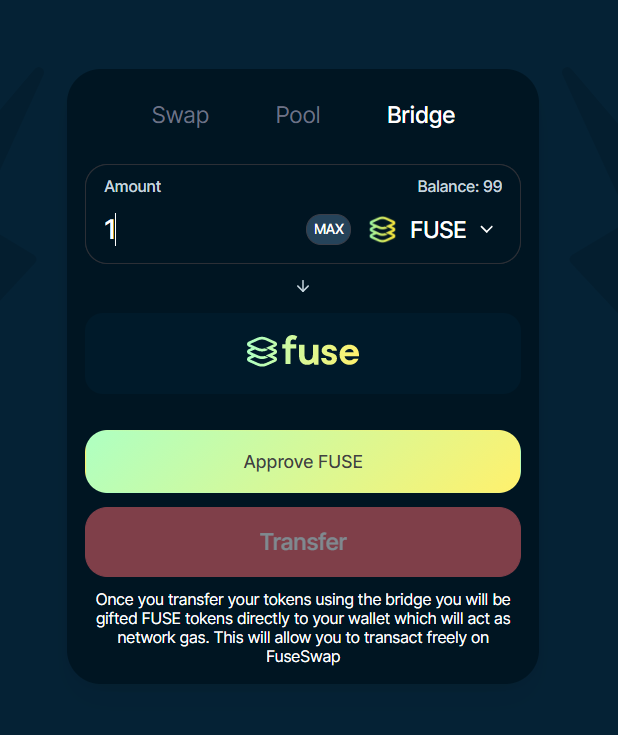 Swap Pool Bridge
Amount Balance: 99
1 MAX FUSE
fuse
Approve FUSE
Transfer
Once you transfer your tokens using the bridge you will be
gifted FUSE tokens directly to your wallet which will act as
network gas. This will allow you to transact freely on
FuseSwap